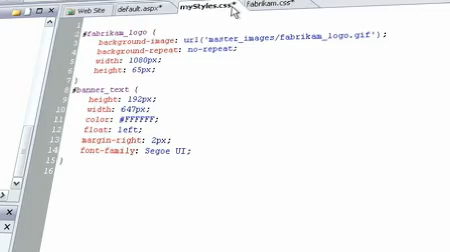 Web Site default.aspx* myStyles.css* fabrikam.css*
1
2 #fabrikam_logo {
3 background-image: url('master_images/fabrikam_logo.gif');
4 background-repeat: no-repeat;
5 width: 1080px;
6 height: 65px;
7 }
8 #banner_text {
9 height: 192px;
10 width: 647px;
11 color: #FFFFFF;
12 float: left;
13 margin-right: 2px;
14 font-family: Segoe UI;
15 }
16